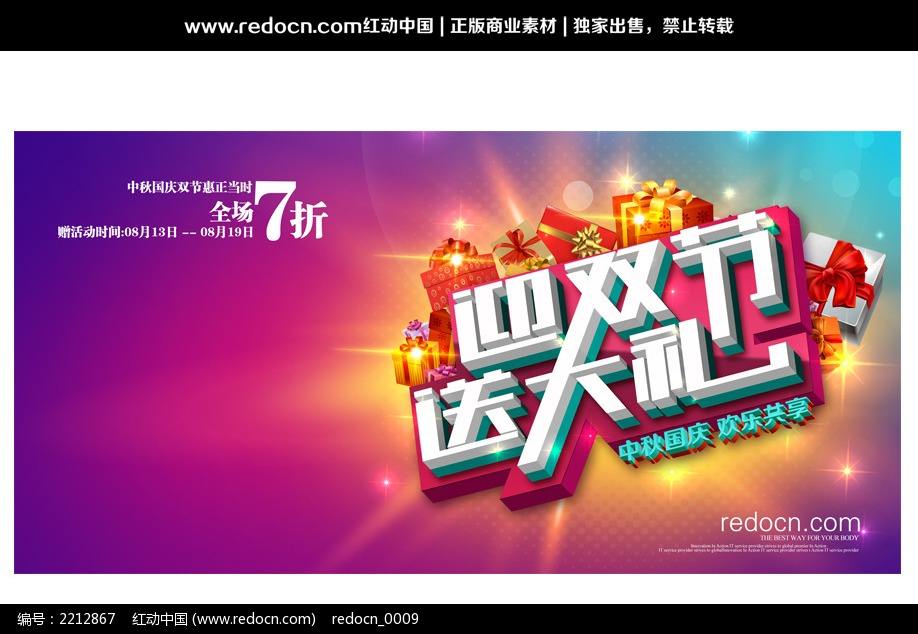 www.redocn.com红动中国 | 正版商业素材 | 独家出售，禁止转载
中秋国庆双节惠正当时
全场7折
赠活动时间:08月13日 -- 08月19日
迎双节
送大礼
中秋国庆 欢乐共享
redocn.com
THE BEST WAY FOR YOUR BODY
编号：2212867 红动中国 (www.redocn.com) redocn_0009